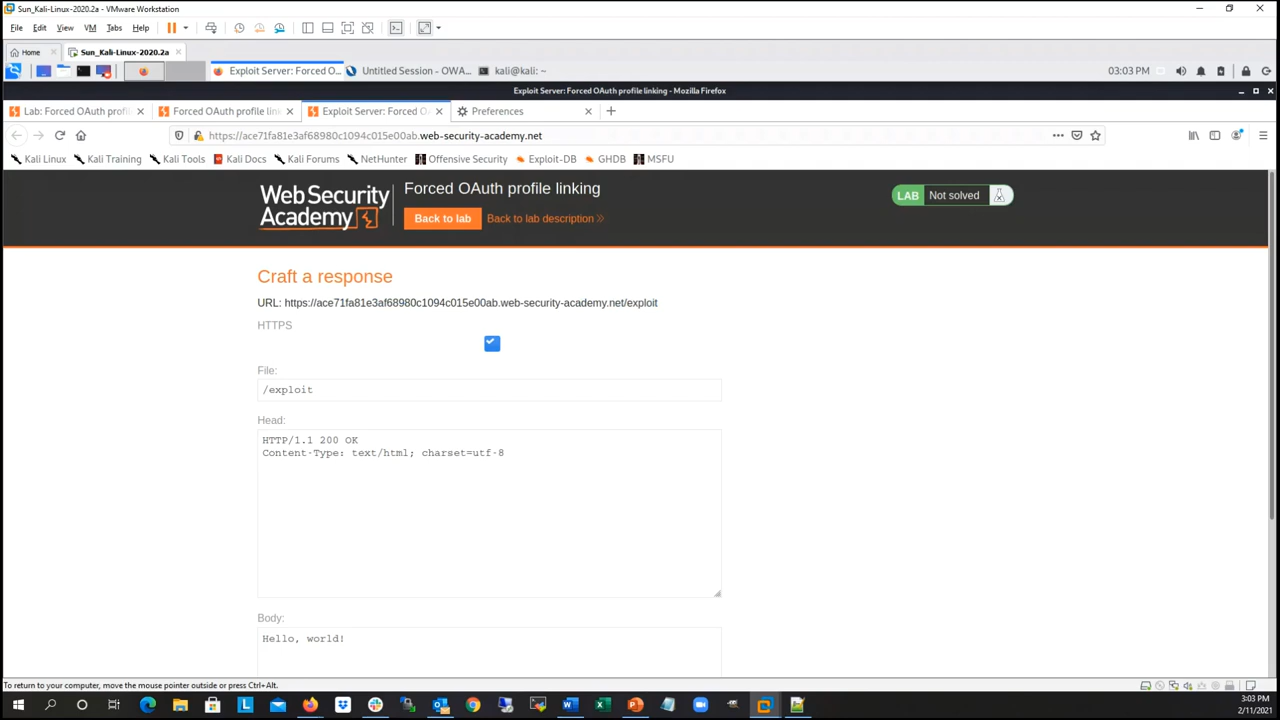 Sun_Kali-Linux-2020.2a - VMware Workstation
File Edit View VM Tabs Help
Home Sun_Kali-Linux-2020.2a
Exploit Server: Forced O... Untitled Session - OWA... kali@kali: ~ 03:03 PM
Exploit Server: Forced OAuth profile linking - Mozilla Firefox
Lab: Forced OAuth profil Forced OAuth profile link Exploit Server: Forced OA Preferences
https://ace71fa81e3af68980c1094c015e00ab.web-security-academy.net
Kali Linux Kali Training Kali Tools Kali Docs Kali Forums NetHunter Offensive Security Exploit-DB GHDB MSFU
Web Security Academy
Forced OAuth profile linking
LAB Not solved
Back to lab Back to lab description
Craft a response
URL: https://ace71fa81e3af68980c1094c015e00ab.web-security-academy.net/exploit
HTTPS
File:
/exploit
Head:
HTTP/1.1 200 OK
Content-Type: text/html; charset=utf-8
Body:
Hello, world!
To return to your computer, move the mouse pointer outside or press Ctrl+Alt.
3:03 PM
2/11/2021